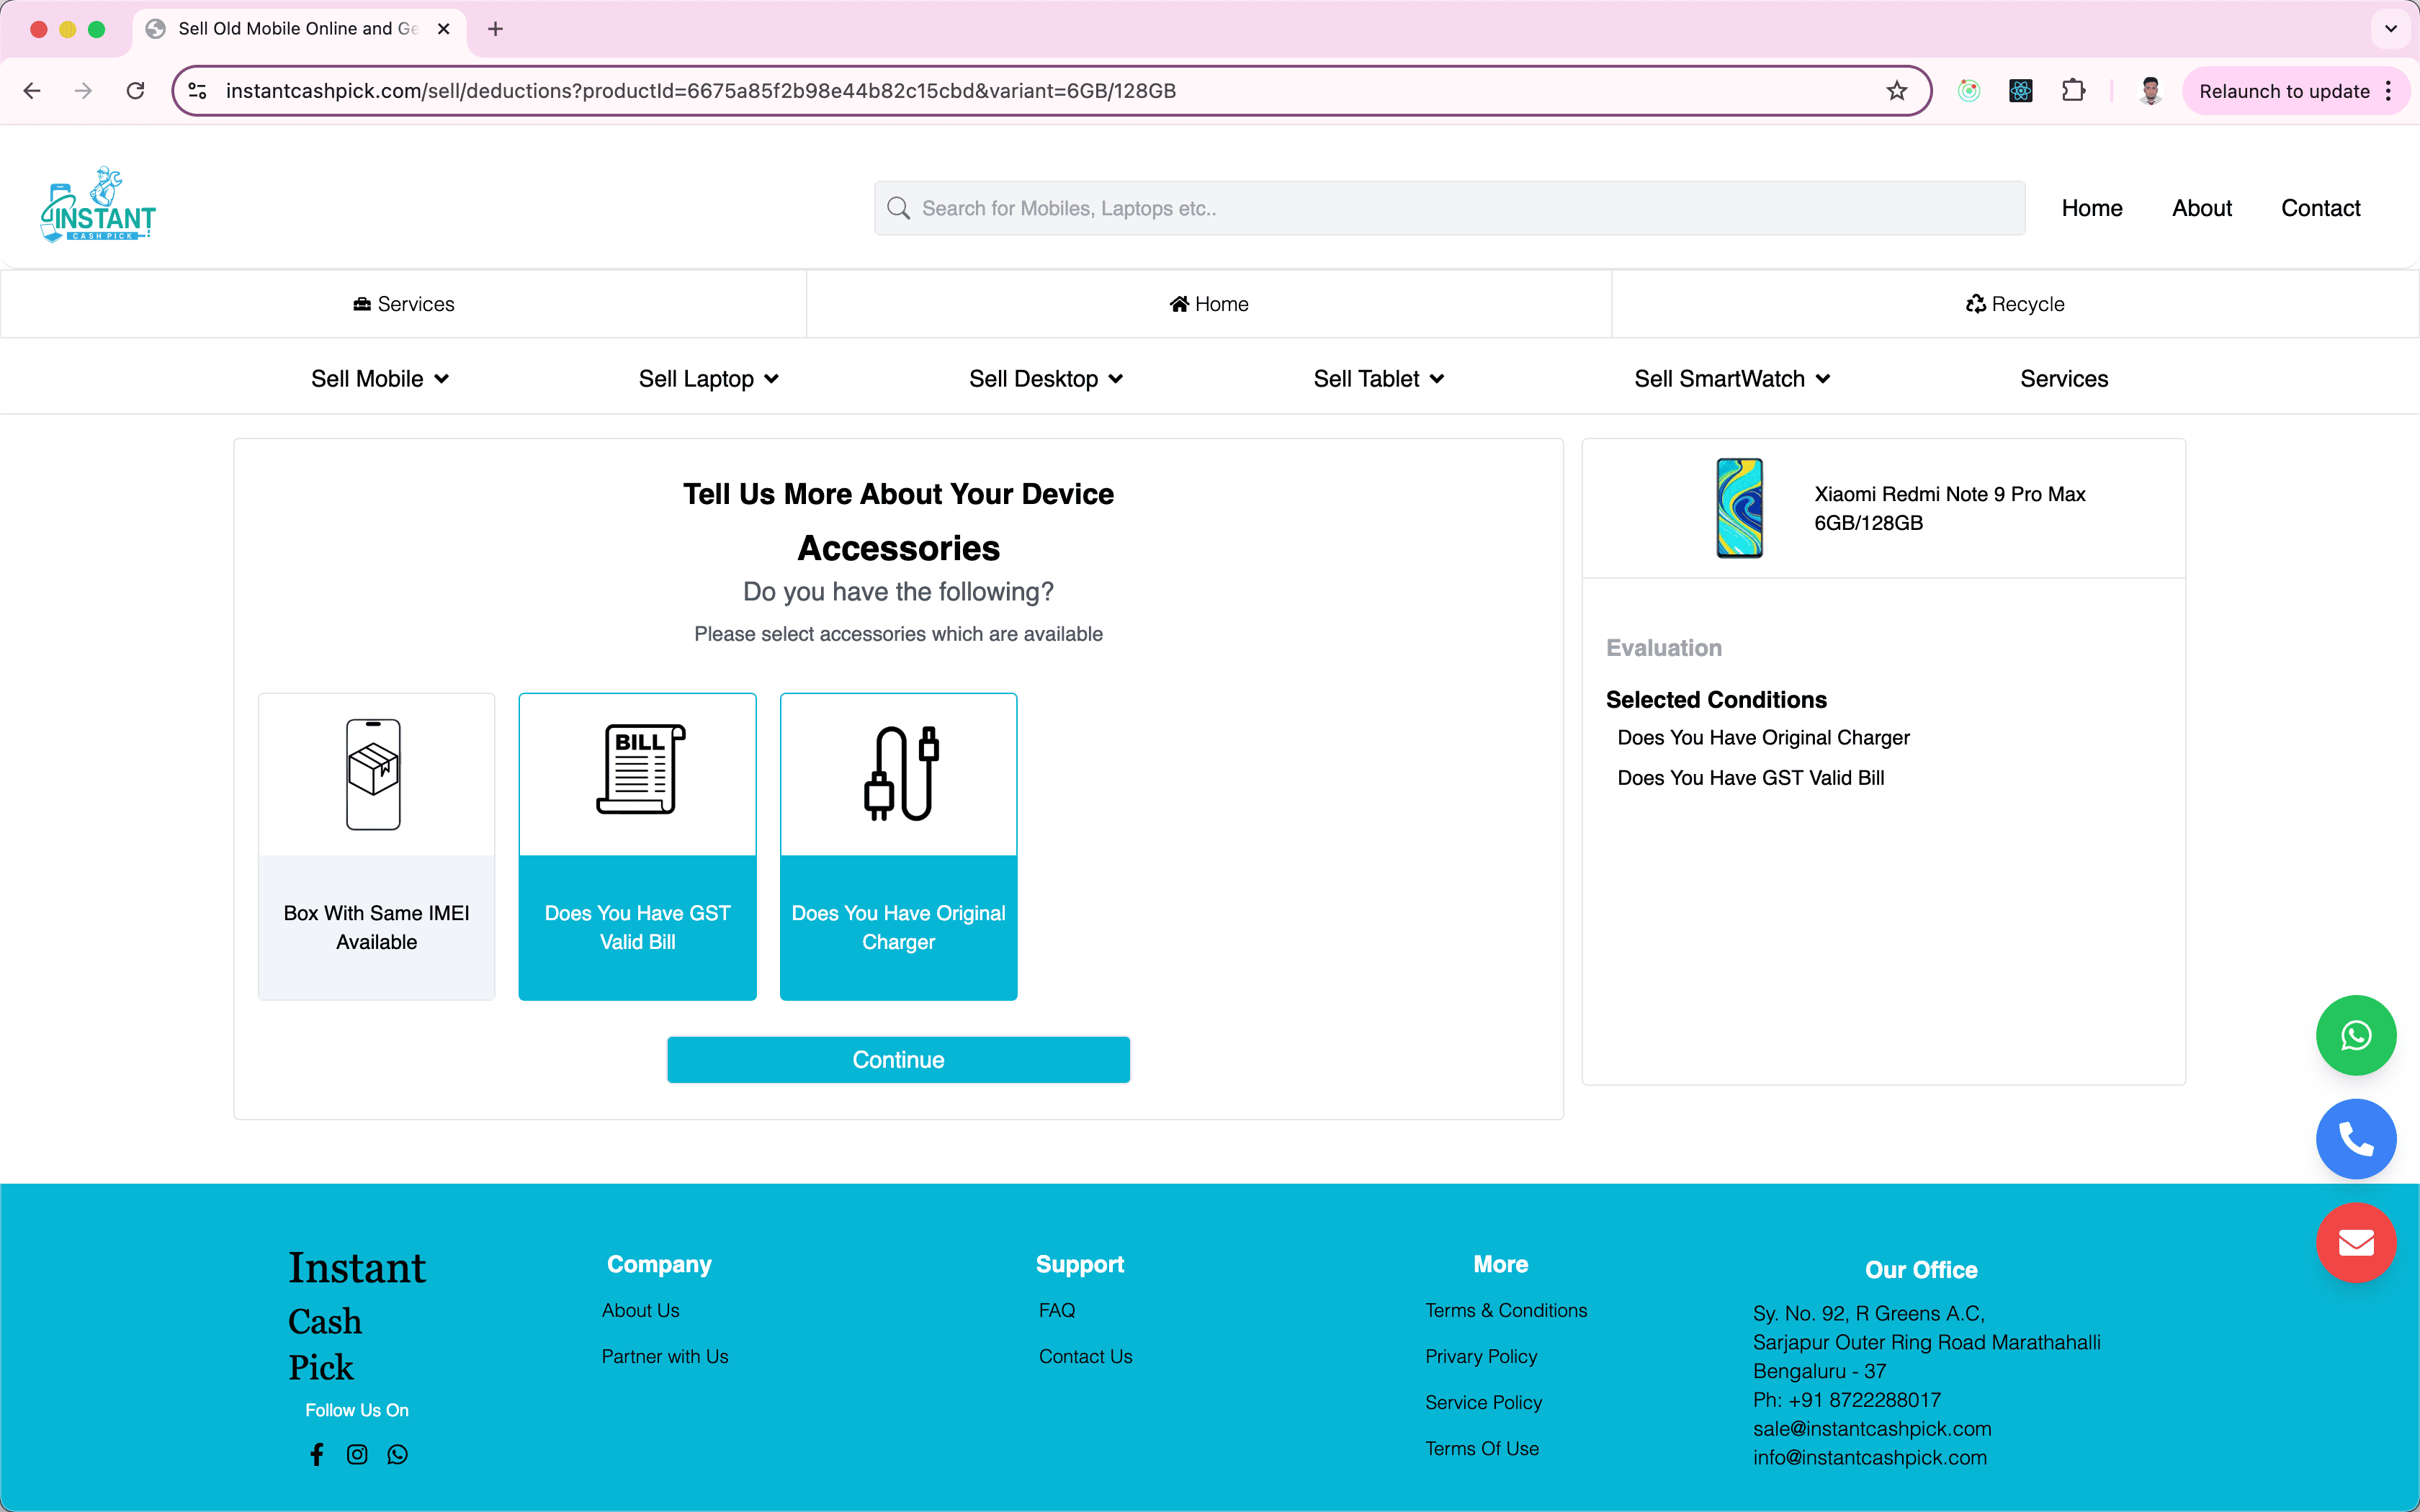 Sell Old Mobile Online and Ge
instantcashpick.com/sell/deductions?productId=6675a85f2b98e44b82c15cbd&variant=6GB/128GB
Relaunch to update
INSTANT
CASH PICK
Search for Mobiles, Laptops etc..
Home
About
Contact
Services
Home
Recycle
Sell Mobile
Sell Laptop
Sell Desktop
Sell Tablet
Sell SmartWatch
Services
Tell Us More About Your Device
Accessories
Do you have the following?
Please select accessories which are available
Box With Same IMEI
Available
BILL
Does You Have GST
Valid Bill
Does You Have Original
Charger
Continue
Xiaomi Redmi Note 9 Pro Max
6GB/128GB
Evaluation
Selected Conditions
Does You Have Original Charger
Does You Have GST Valid Bill
Instant
Cash
Pick
Follow Us On
Company
About Us
Partner with Us
Support
FAQ
Contact Us
More
Terms & Conditions
Privary Policy
Service Policy
Terms Of Use
Our Office
Sy. No. 92, R Greens A.C,
Sarjapur Outer Ring Road Marathahalli
Bengaluru - 37
Ph: +91 8722288017
sale@instantcashpick.com
info@instantcashpick.com